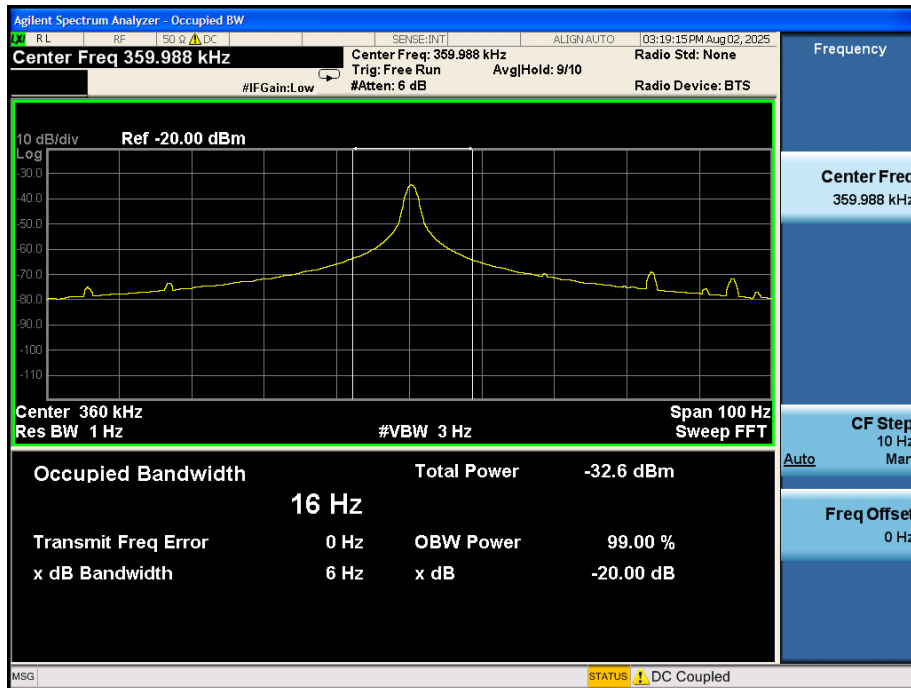 Agilent Spectrum Analyzer - Occupied BW
LXI RL RF 50 Ω DC SENSE:INT ALIGN AUTO 03:19:15 PM Aug 02, 2025
Center Freq 359.988 kHz
Center Freq: 359.988 kHz Radio Std: None
Trig: Free Run Avg|Hold: 9/10
#IFGain:Low #Atten: 6 dB Radio Device: BTS
10 dB/div Ref -20.00 dBm
Log
-30.0
-40.0
-50.0
-60.0
-70.0
-80.0
-90.0
-100
-110
Center 360 kHz Span 100 Hz
Res BW 1 Hz #VBW 3 Hz Sweep FFT
Occupied Bandwidth Total Power -32.6 dBm
16 Hz
Transmit Freq Error 0 Hz OBW Power 99.00 %
x dB Bandwidth 6 Hz x dB -20.00 dB
Frequency
Center Freq
359.988 kHz
CF Step
10 Hz
Auto Man
Freq Offset
0 Hz
MSG STATUS DC Coupled